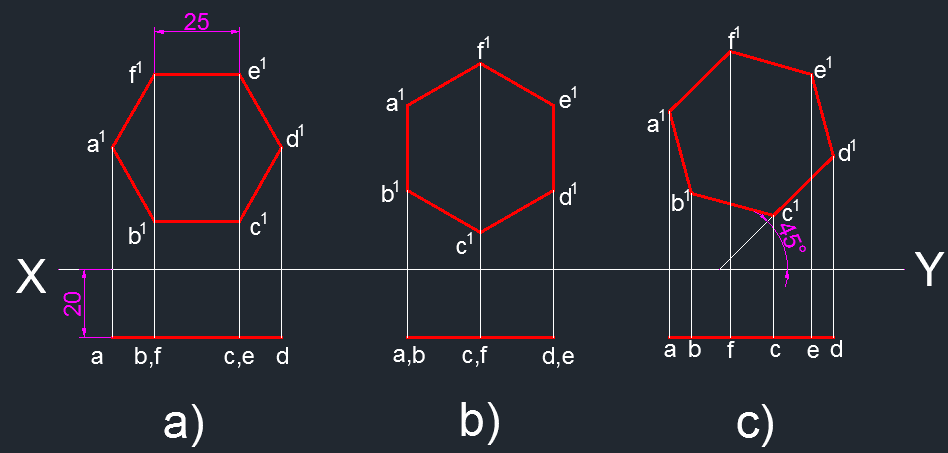 25
f¹ e¹
a¹ d¹
b¹ c¹
f¹
a¹ e¹
b¹ d¹
c¹
f¹
e¹
a¹
d¹
b¹ c¹
45°
X Y
20
a b,f c,e d
a,b c,f d,e
a b f c e d
a) b) c)